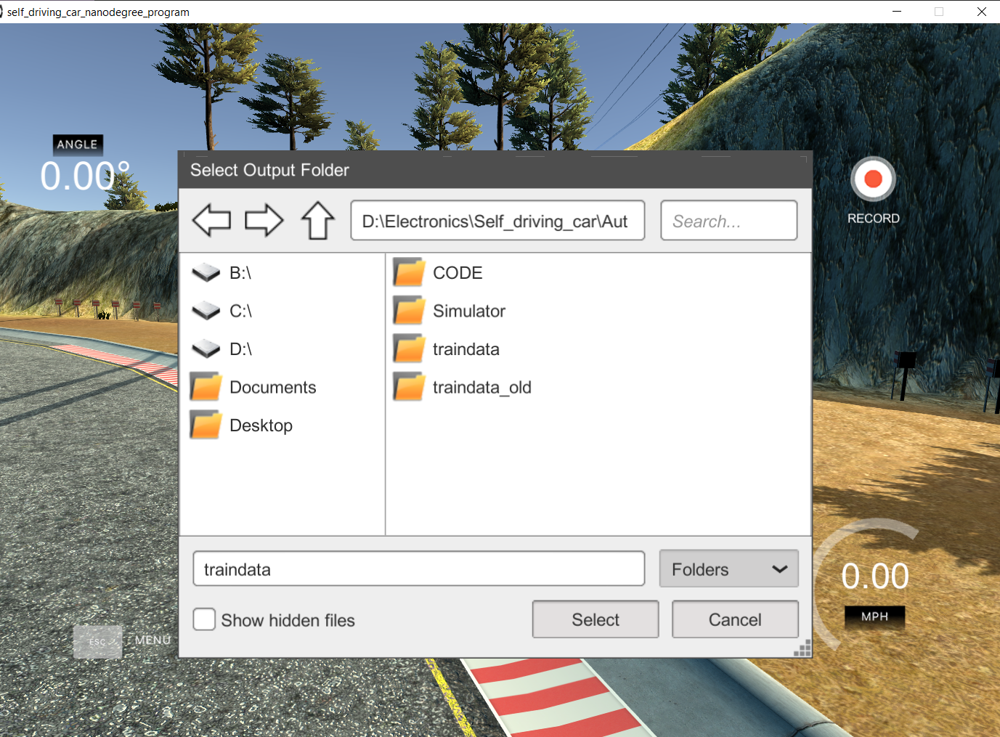 self_driving_car_nanodegree_program
ANGLE
0.00°
Select Output Folder
D:\Electronics\Self_driving_car\Aut
Search...
RECORD
B:\
C:\
D:\
Documents
Desktop
CODE
Simulator
traindata
traindata_old
traindata
Folders
Show hidden files
Select
Cancel
0.00
MPH
ESC
MENU